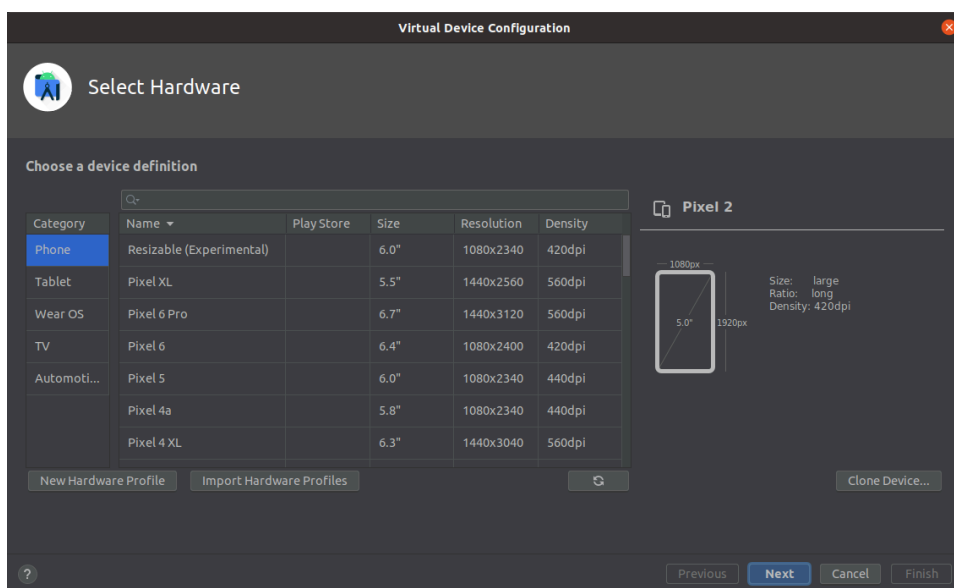 Virtual Device Configuration
Select Hardware
Choose a device definition
Category Name Play Store Size Resolution Density
Phone Resizable (Experimental) 6.0" 1080x2340 420dpi
Tablet Pixel XL 5.5" 1440x2560 560dpi
Wear OS Pixel 6 Pro 6.7" 1440x3120 560dpi
TV Pixel 6 6.4" 1080x2400 420dpi
Automoti... Pixel 5 6.0" 1080x2340 440dpi
Pixel 4a 5.8" 1080x2340 440dpi
Pixel 4 XL 6.3" 1440x3040 560dpi
New Hardware Profile Import Hardware Profiles
Pixel 2
1080px
5.0" 1920px
Size: large
Ratio: long
Density: 420dpi
Clone Device...
? Previous Next Cancel Finish